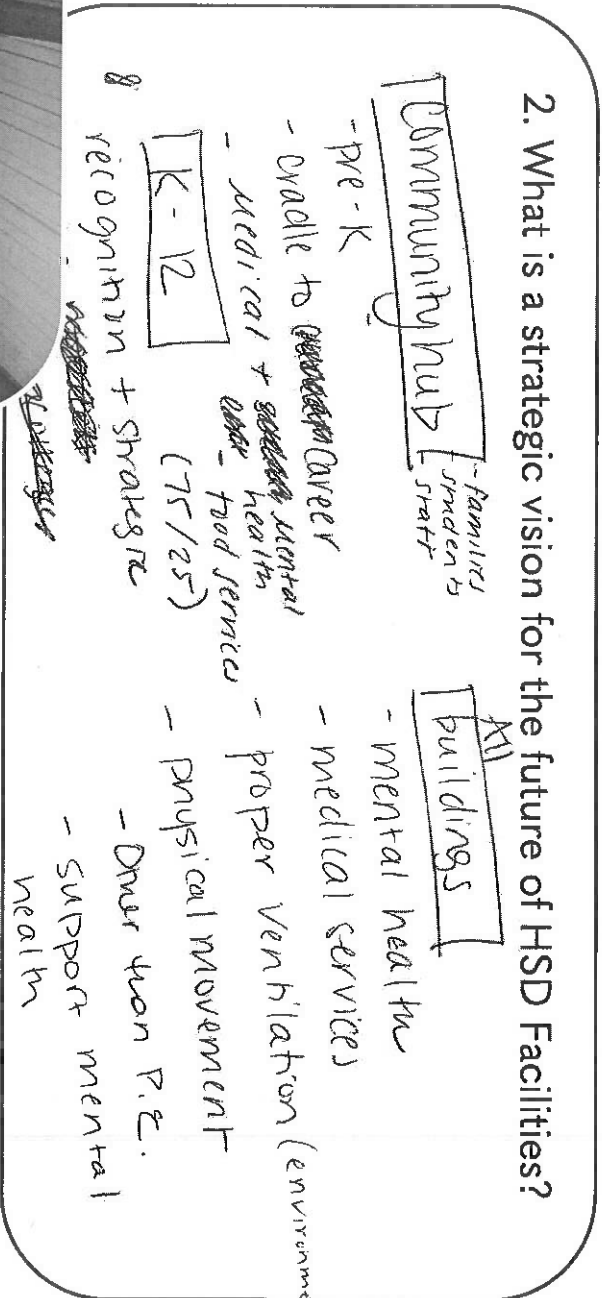 2. What is a strategic vision for the future of HSD Facilities?
Community hub
- families
students
staff
- pre-K
- cradle to Career
- medical + mental
health
- food services
K-12
(75/25)
recognition + strategic
All
buildings
- mental health
- medical services
- proper ventilation (environme
- physical movement
- Other than P.E.
- support mental
health